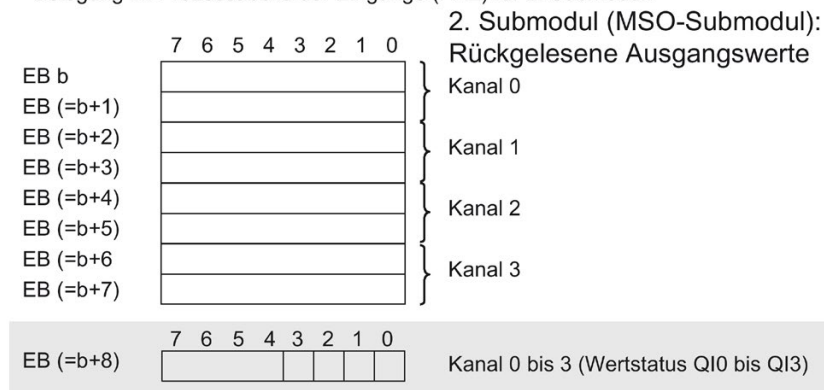 2. Submodul (MSO-Submodul):
Rückgelesene Ausgangswerte
7 6 5 4 3 2 1 0
EB b
EB (=b+1)
Kanal 0
EB (=b+2)
EB (=b+3)
Kanal 1
EB (=b+4)
EB (=b+5)
Kanal 2
EB (=b+6
EB (=b+7)
Kanal 3
7 6 5 4 3 2 1 0
EB (=b+8)
Kanal 0 bis 3 (Wertstatus QI0 bis QI3)